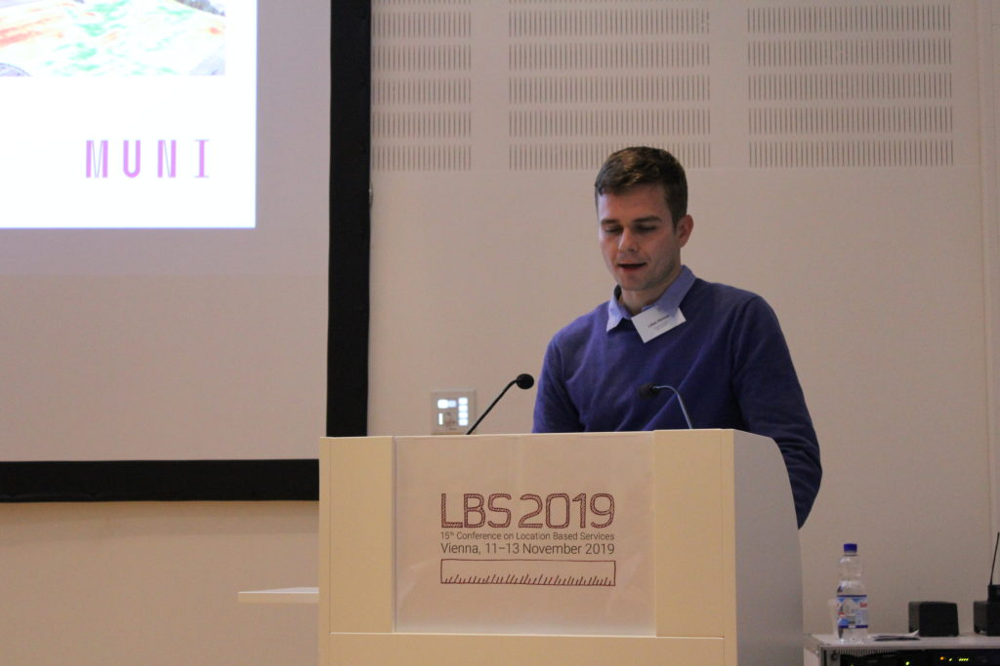 MUNI
LBS 2019
15th Conference on Location Based Services
Vienna, 11–13 November 2019